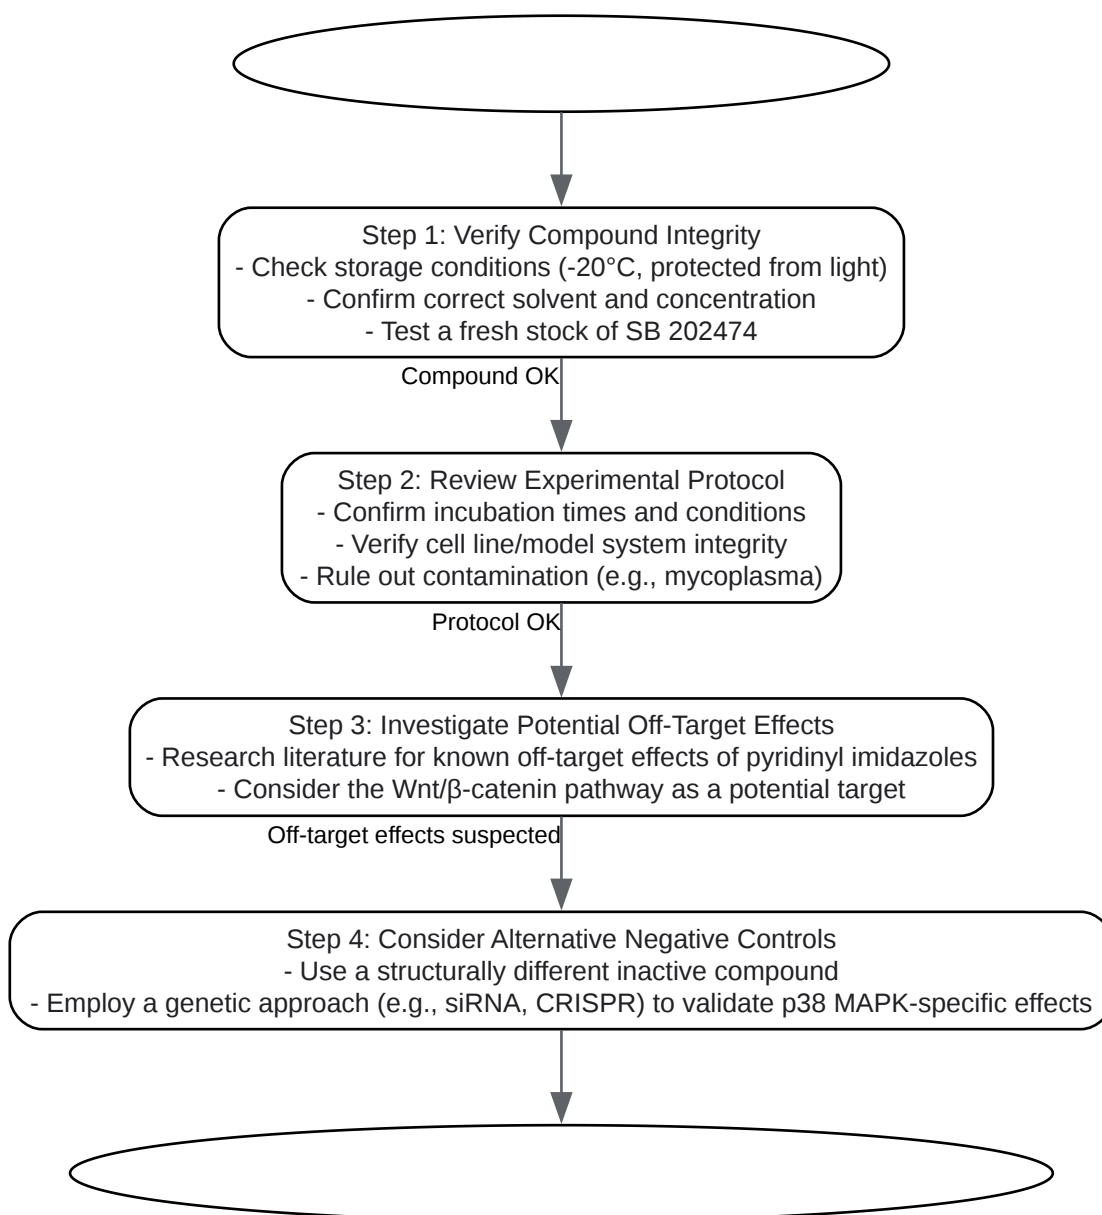 Step 1: Verify Compound Integrity
- Check storage conditions (-20°C, protected from light)
- Confirm correct solvent and concentration
- Test a fresh stock of SB 202474
Compound OK
Step 2: Review Experimental Protocol
- Confirm incubation times and conditions
- Verify cell line/model system integrity
- Rule out contamination (e.g., mycoplasma)
Protocol OK
Step 3: Investigate Potential Off-Target Effects
- Research literature for known off-target effects of pyridinyl imidazoles
- Consider the Wnt/β-catenin pathway as a potential target
Off-target effects suspected
Step 4: Consider Alternative Negative Controls
- Use a structurally different inactive compound
- Employ a genetic approach (e.g., siRNA, CRISPR) to validate p38 MAPK-specific effects